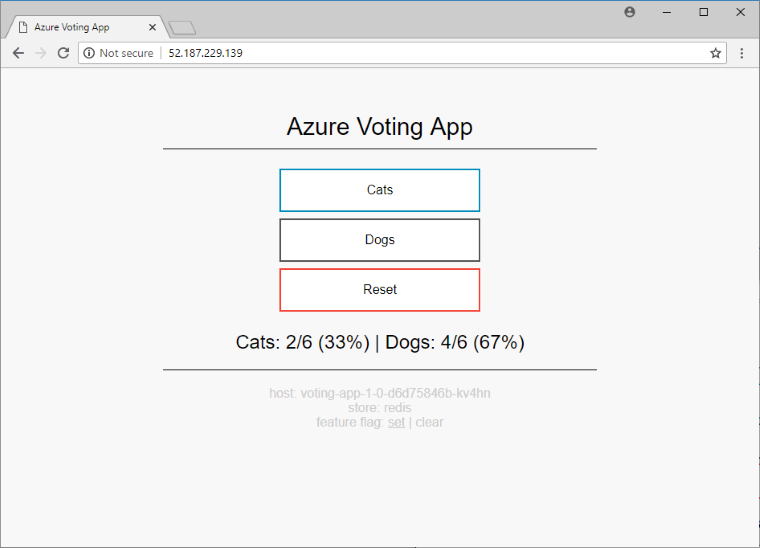 Azure Voting App
Not secure 52.187.229.139
Azure Voting App
Cats
Dogs
Reset
Cats: 2/6 (33%) | Dogs: 4/6 (67%)
host: voting-app-1-0-d6d75846b-kv4hn
store: redis
feature flag: set | clear